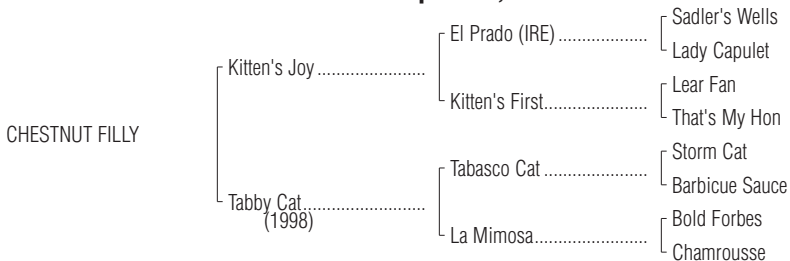 Sadler's Wells
El Prado (IRE) ...................
Lady Capulet
Kitten's Joy .......................
Lear Fan
Kitten's First......................
That's My Hon
CHESTNUT FILLY
Storm Cat
Tabasco Cat ......................
Barbicue Sauce
Tabby Cat..........................
(1998)
Bold Forbes
La Mimosa........................
Chamrousse